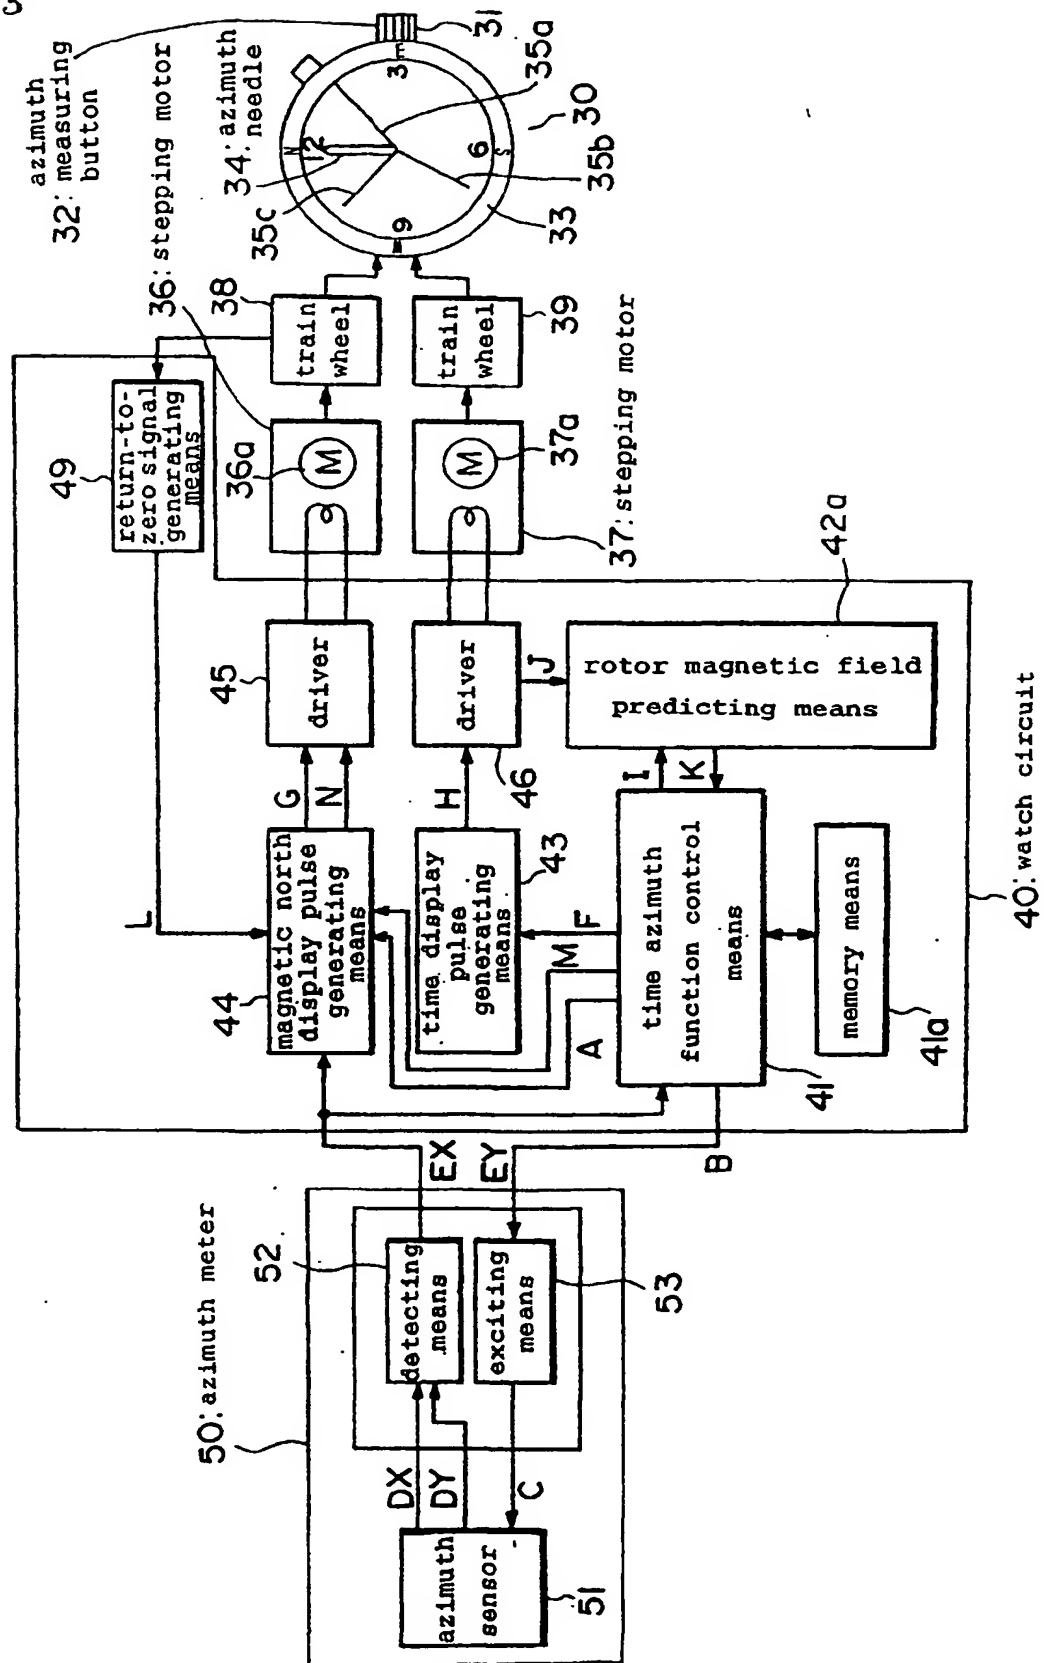 3
azimuth
32: measuring
button
36: stepping motor
34: azimuth
needle
35c
31
35a
30
35b
33
12
3
6
9
N
E
S
W
38
train
wheel
39
train
wheel
49
return-to-
zero signal
generating
means
36a
M
37a
M
37: stepping motor
45
driver
46
driver
J
42a
rotor magnetic field
predicting means
L
G
N
H
I
K
44
magnetic north
display pulse
generating
means
43
time display
pulse
generating
means
F
M
A
time azimuth
function control
means
41
memory means
41a
40: watch circuit
EX
EY
B
50: azimuth meter
52
detecting
means
53
exciting
means
DX
DY
C
azimuth
sensor
51